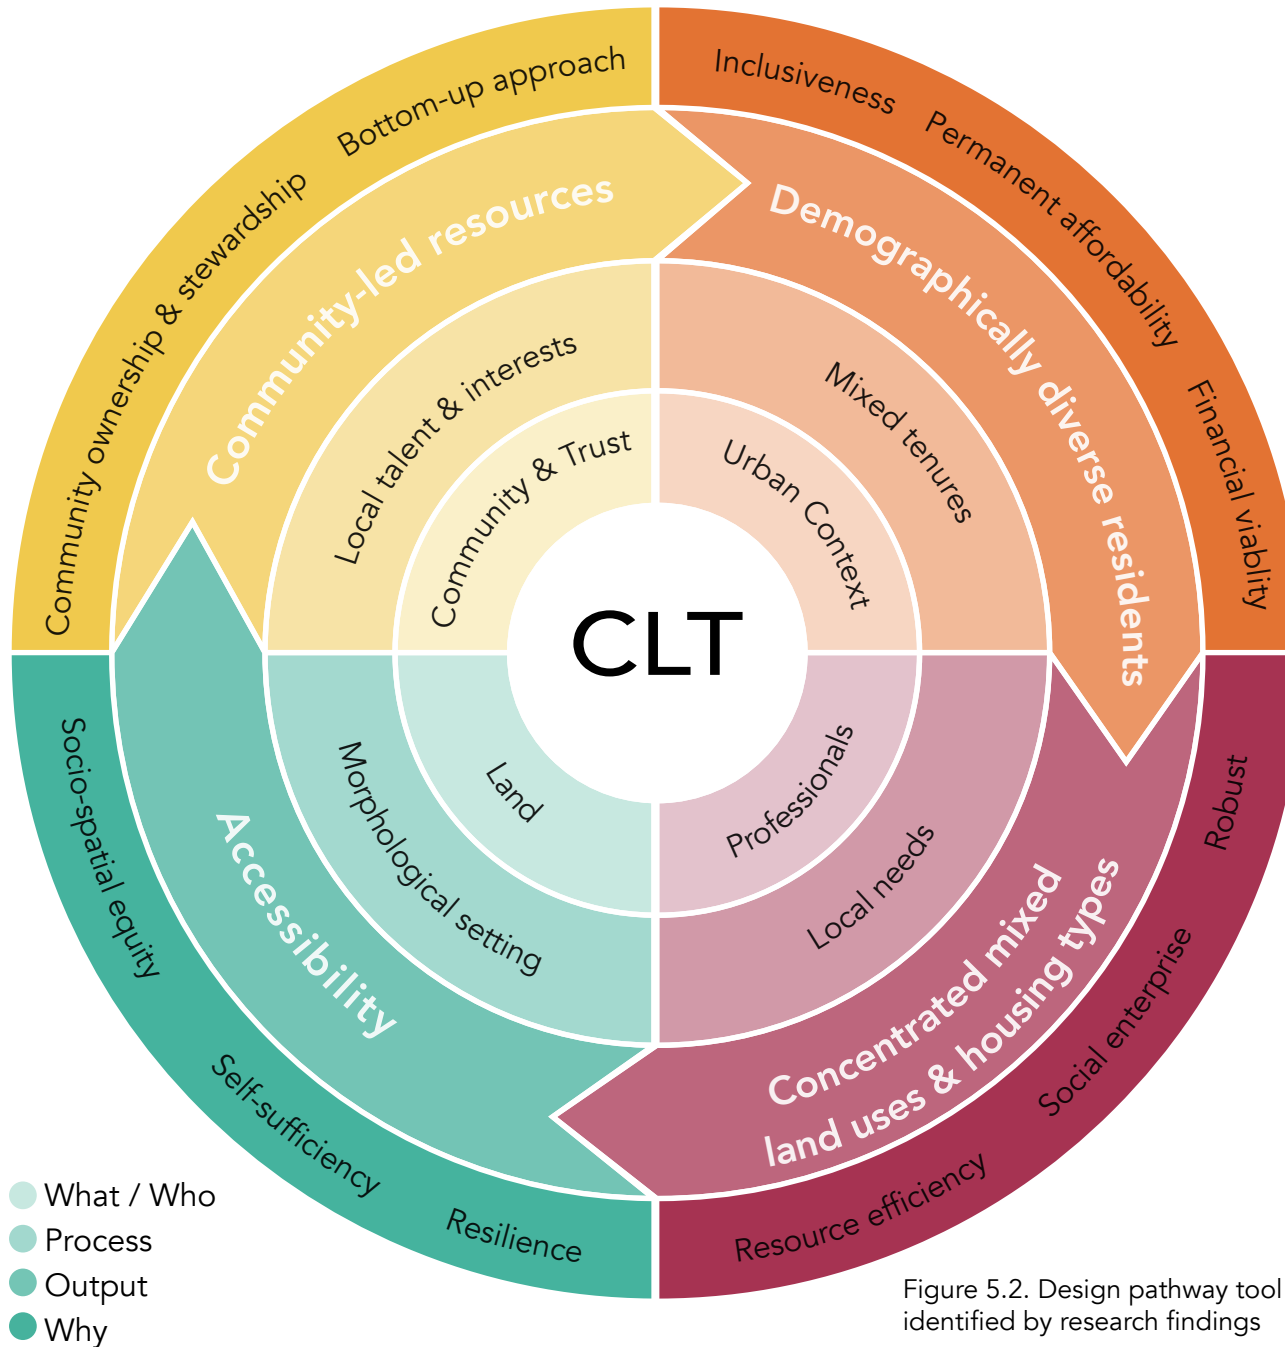 Bottom-up approach
Community ownership & stewardship
Inclusiveness
Permanent affordability
Financial viablity
Community-led resources
Demographically diverse residents
Local talent & interests
Mixed tenures
Community & Trust
Urban Context
CLT
Land
Professionals
Morphological setting
Local needs
Accessibility
Concentrated mixed
land uses & housing types
Socio-spatial equity
Self-sufficiency
Resilience
Robust
Social enterprise
Resource efficiency
What / Who
Process
Output
Why
Figure 5.2. Design pathway tool
identified by research findings